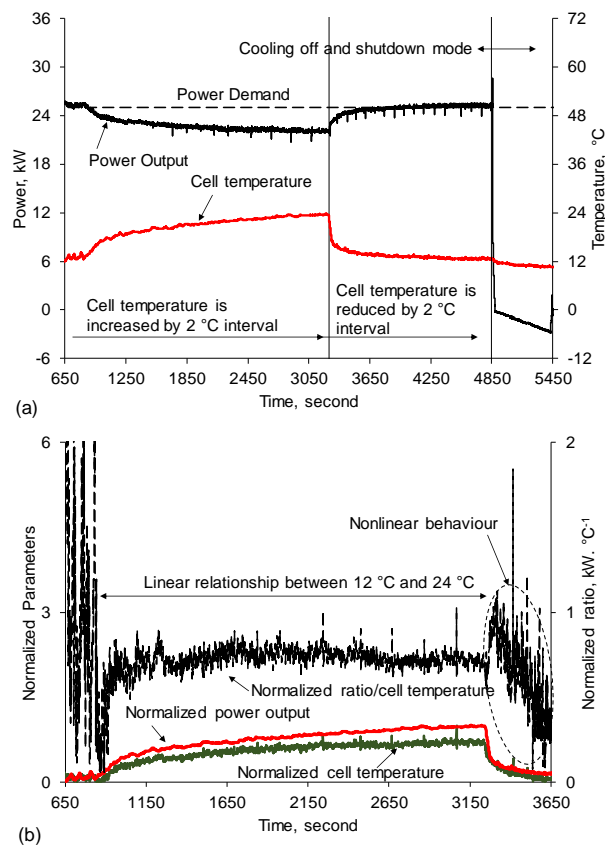 36
30
24
18
12
6
0
-6
Power, kW
72
60
48
36
24
12
0
-12
Temperature, °C
Cooling off and shutdown mode
Power Demand
Power Output
Cell temperature
Cell temperature is
increased by 2 °C interval
Cell temperature is
reduced by 2 °C
interval
650 1250 1850 2450 3050 3650 4250 4850 5450
Time, second
(a)
6
3
0
Normalized Parameters
2
1
0
Normalized ratio, kW. °C-1
Nonlinear behaviour
Linear relationship between 12 °C and 24 °C
Normalized ratio/cell temperature
Normalized power output
Normalized cell temperature
650 1150 1650 2150 2650 3150 3650
Time, second
(b)